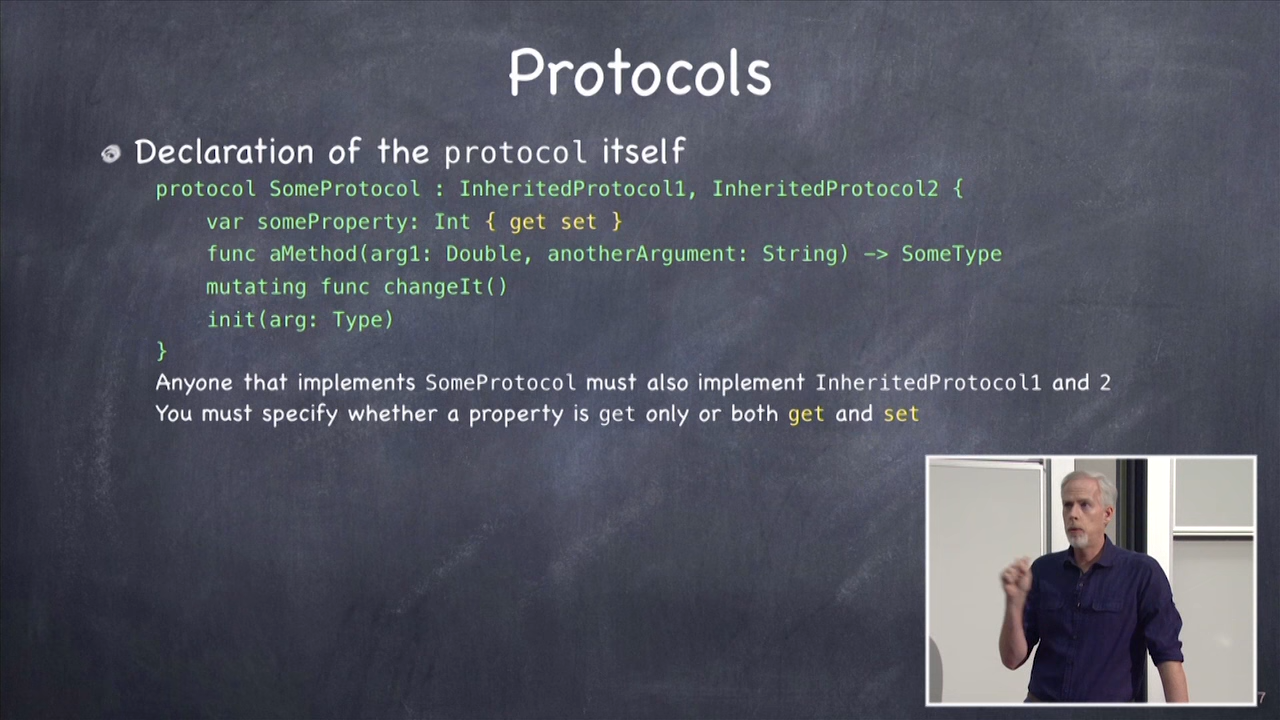 Protocols
Declaration of the protocol itself
protocol SomeProtocol : InheritedProtocol1, InheritedProtocol2 {
var someProperty: Int { get set }
func aMethod(arg1: Double, anotherArgument: String) -> SomeType
mutating func changeIt()
init(arg: Type)
}
Anyone that implements SomeProtocol must also implement InheritedProtocol1 and 2
You must specify whether a property is get only or both get and set